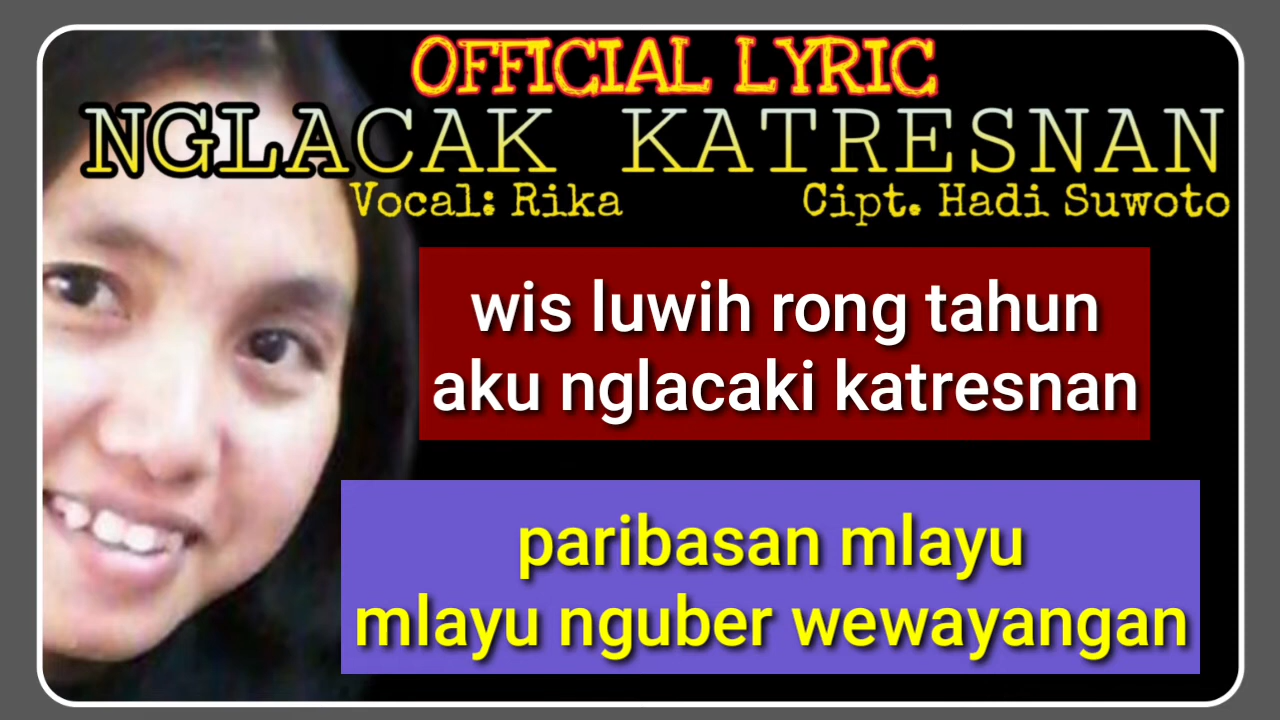 OFFICIAL LYRIC
NGLACAK KATRESNAN
Vocal: Rika Cipt. Hadi Suwoto
wis luwih rong tahun
aku nglacaki katresnan
paribasan mlayu
mlayu nguber wewayangan